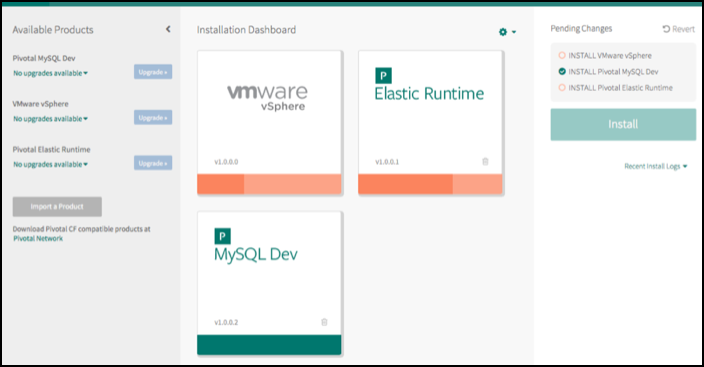 Available Products
Pivotal MySQL Dev
No upgrades available
Upgrade »
VMware vSphere
No upgrades available
Upgrade »
Pivotal Elastic Runtime
No upgrades available
Upgrade »
Import a Product
Download Pivotal CF compatible products at
Pivotal Network
Installation Dashboard
vmware
vSphere
v1.0.0.0
P
Elastic Runtime
v1.0.0.1
P
MySQL Dev
v1.0.0.2
Pending Changes
Revert
INSTALL VMware vSphere
INSTALL Pivotal MySQL Dev
INSTALL Pivotal Elastic Runtime
Install
Recent Install Logs